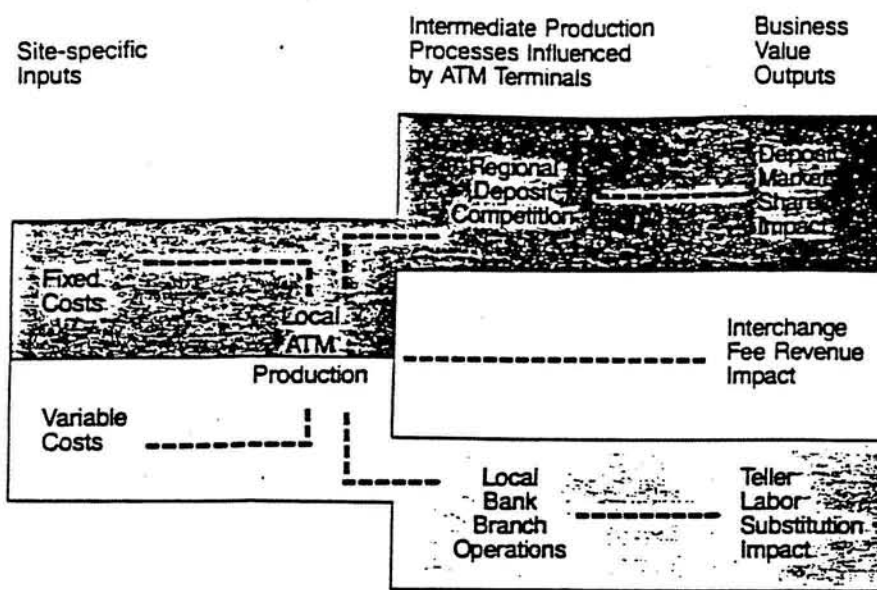 Site-specific
Inputs
Intermediate Production
Processes Influenced
by ATM Terminals
Business
Value
Outputs
Regional
Deposit
Competition
Deposit
Market
Share
Impact
Fixed
Costs
Local
ATM
Production
Interchange
Fee Revenue
Impact
Variable
Costs
Local
Bank
Branch
Operations
Teller
Labor
Substitution
Impact